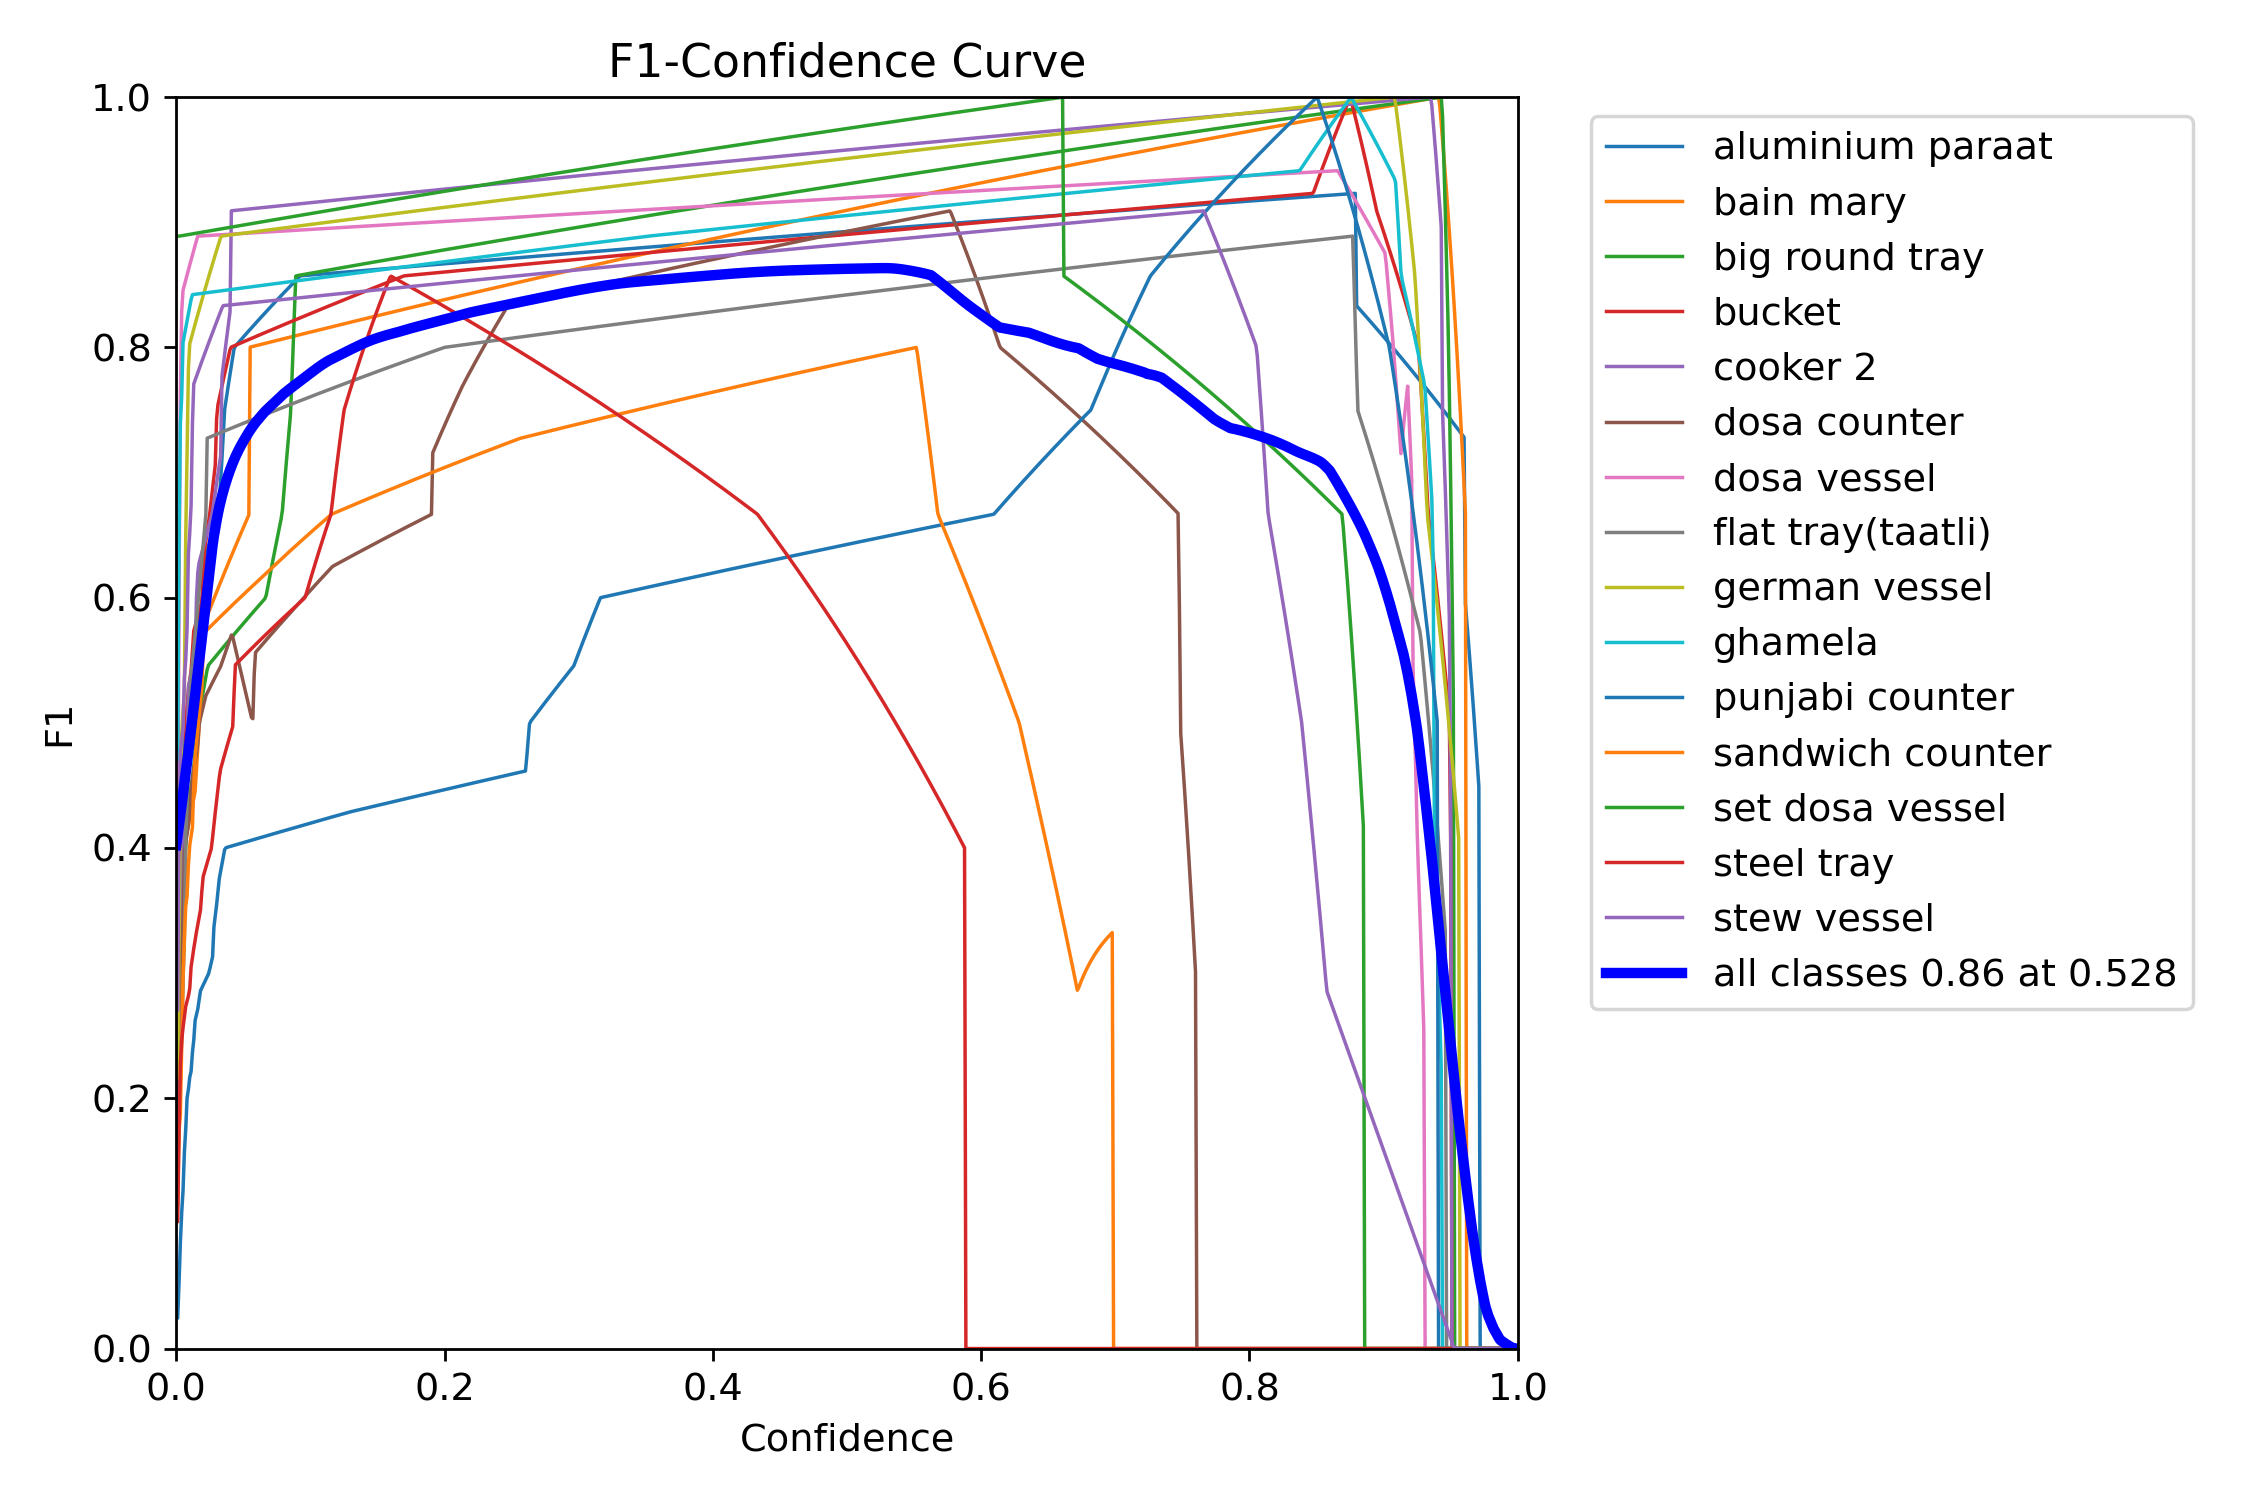 F1-Confidence Curve
1.0
0.8
0.6
0.4
0.2
0.0
F1
0.0 0.2 0.4 0.6 0.8 1.0
Confidence
aluminium paraat
bain mary
big round tray
bucket
cooker 2
dosa counter
dosa vessel
flat tray(taatli)
german vessel
ghamela
punjabi counter
sandwich counter
set dosa vessel
steel tray
stew vessel
all classes 0.86 at 0.528